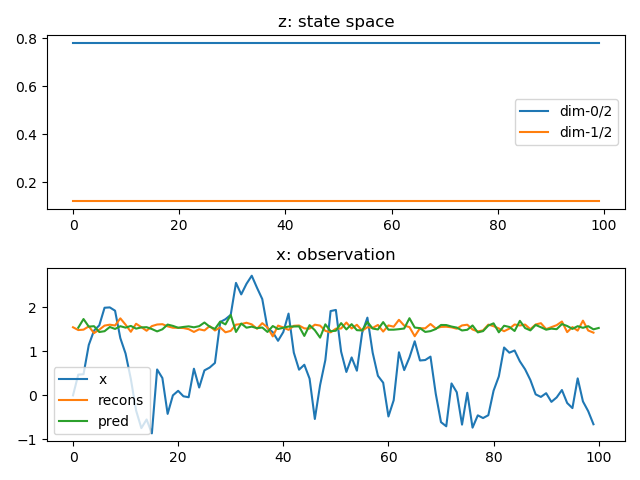 z: state space
0.8
0.6
0.4
0.2
dim-0/2
dim-1/2
0 20 40 60 80 100
x: observation
2
1
0
−1
x
recons
pred
0 20 40 60 80 100